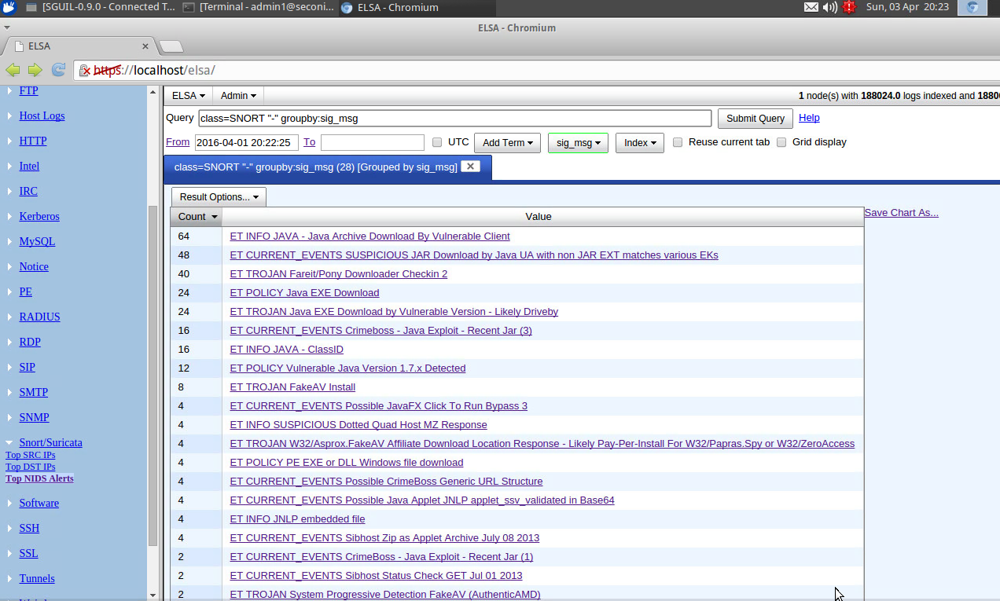 [SGUIL-0.9.0 - Connected T... [Terminal - admin1@seconi... ELSA - Chromium Sun, 03 Apr 20:23
ELSA - Chromium
ELSA
https://localhost/elsa/
FTP
Host Logs
HTTP
Intel
IRC
Kerberos
MySQL
Notice
PE
RADIUS
RDP
SIP
SMTP
SNMP
Snort/Suricata
Top SRC IPs
Top DST IPs
Top NIDS Alerts
Software
SSH
SSL
Tunnels
ELSA Admin 1 node(s) with 188024.0 logs indexed and
Query class=SNORT "-" groupby:sig_msg Submit Query Help
From 2016-04-01 20:22:25 To UTC Add Term sig_msg Index Reuse current tab Grid display
class=SNORT "-" groupby:sig_msg (28) [Grouped by sig_msg]
Result Options...
Count Value
Save Chart As...
64 ET INFO JAVA - Java Archive Download By Vulnerable Client
48 ET CURRENT_EVENTS SUSPICIOUS JAR Download by Java UA with non JAR EXT matches various EKs
40 ET TROJAN Fareit/Pony Downloader Checkin 2
24 ET POLICY Java EXE Download
24 ET TROJAN Java EXE Download by Vulnerable Version - Likely Driveby
16 ET CURRENT_EVENTS Crimeboss - Java Exploit - Recent Jar (3)
16 ET INFO JAVA - ClassID
12 ET POLICY Vulnerable Java Version 1.7.x Detected
8 ET TROJAN FakeAV Install
4 ET CURRENT_EVENTS Possible JavaFX Click To Run Bypass 3
4 ET INFO SUSPICIOUS Dotted Quad Host MZ Response
4 ET TROJAN W32/Asprox.FakeAV Affiliate Download Location Response - Likely Pay-Per-Install For W32/Papras.Spy or W32/ZeroAccess
4 ET POLICY PE EXE or DLL Windows file download
4 ET CURRENT_EVENTS Possible CrimeBoss Generic URL Structure
4 ET CURRENT_EVENTS Possible Java Applet JNLP applet_ssv_validated in Base64
4 ET INFO JNLP embedded file
4 ET CURRENT_EVENTS Sibhost Zip as Applet Archive July 08 2013
2 ET CURRENT_EVENTS CrimeBoss - Java Exploit - Recent Jar (1)
2 ET CURRENT_EVENTS Sibhost Status Check GET Jul 01 2013
2 ET TROJAN System Progressive Detection FakeAV (AuthenticAMD)